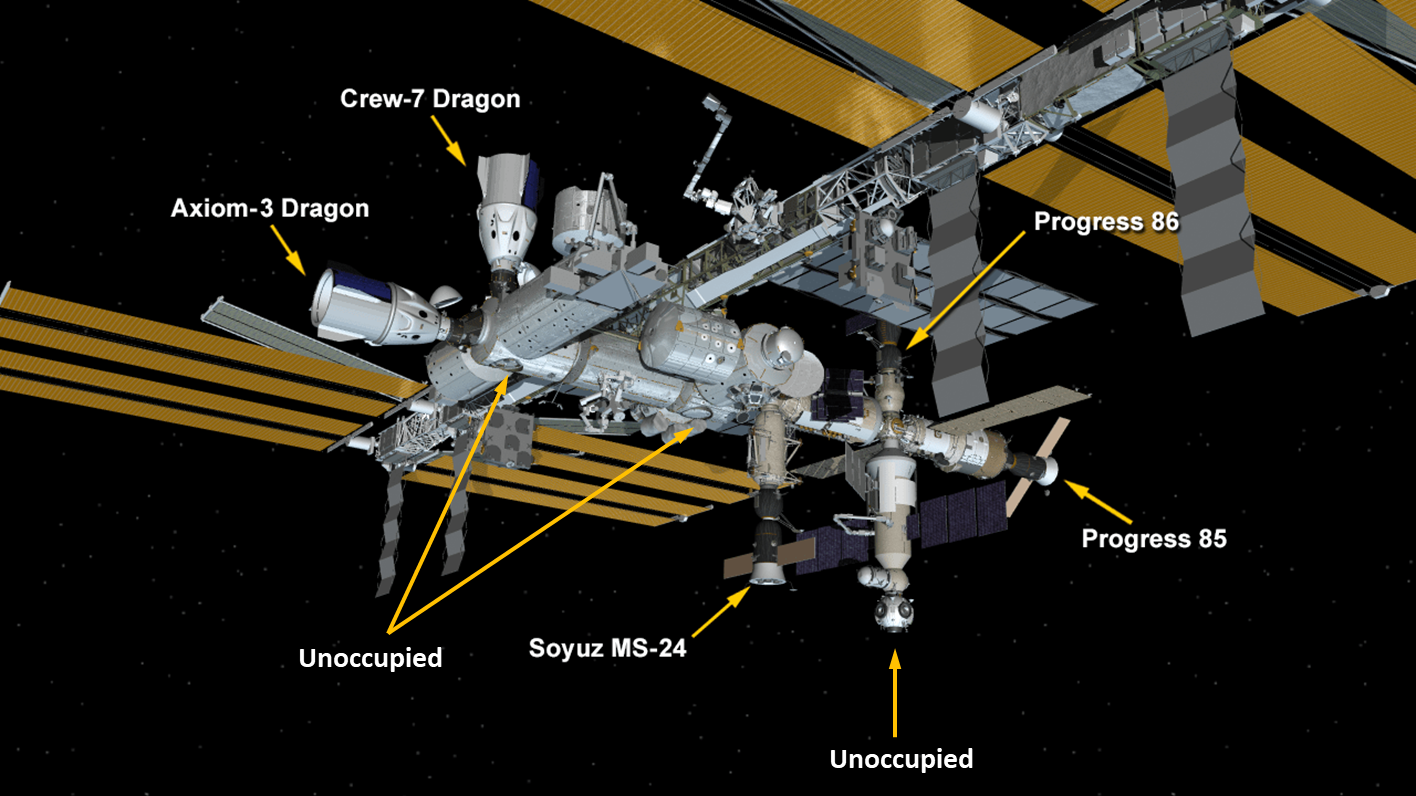 Crew-7 Dragon
Axiom-3 Dragon
Progress 86
Progress 85
Soyuz MS-24
Unoccupied
Unoccupied